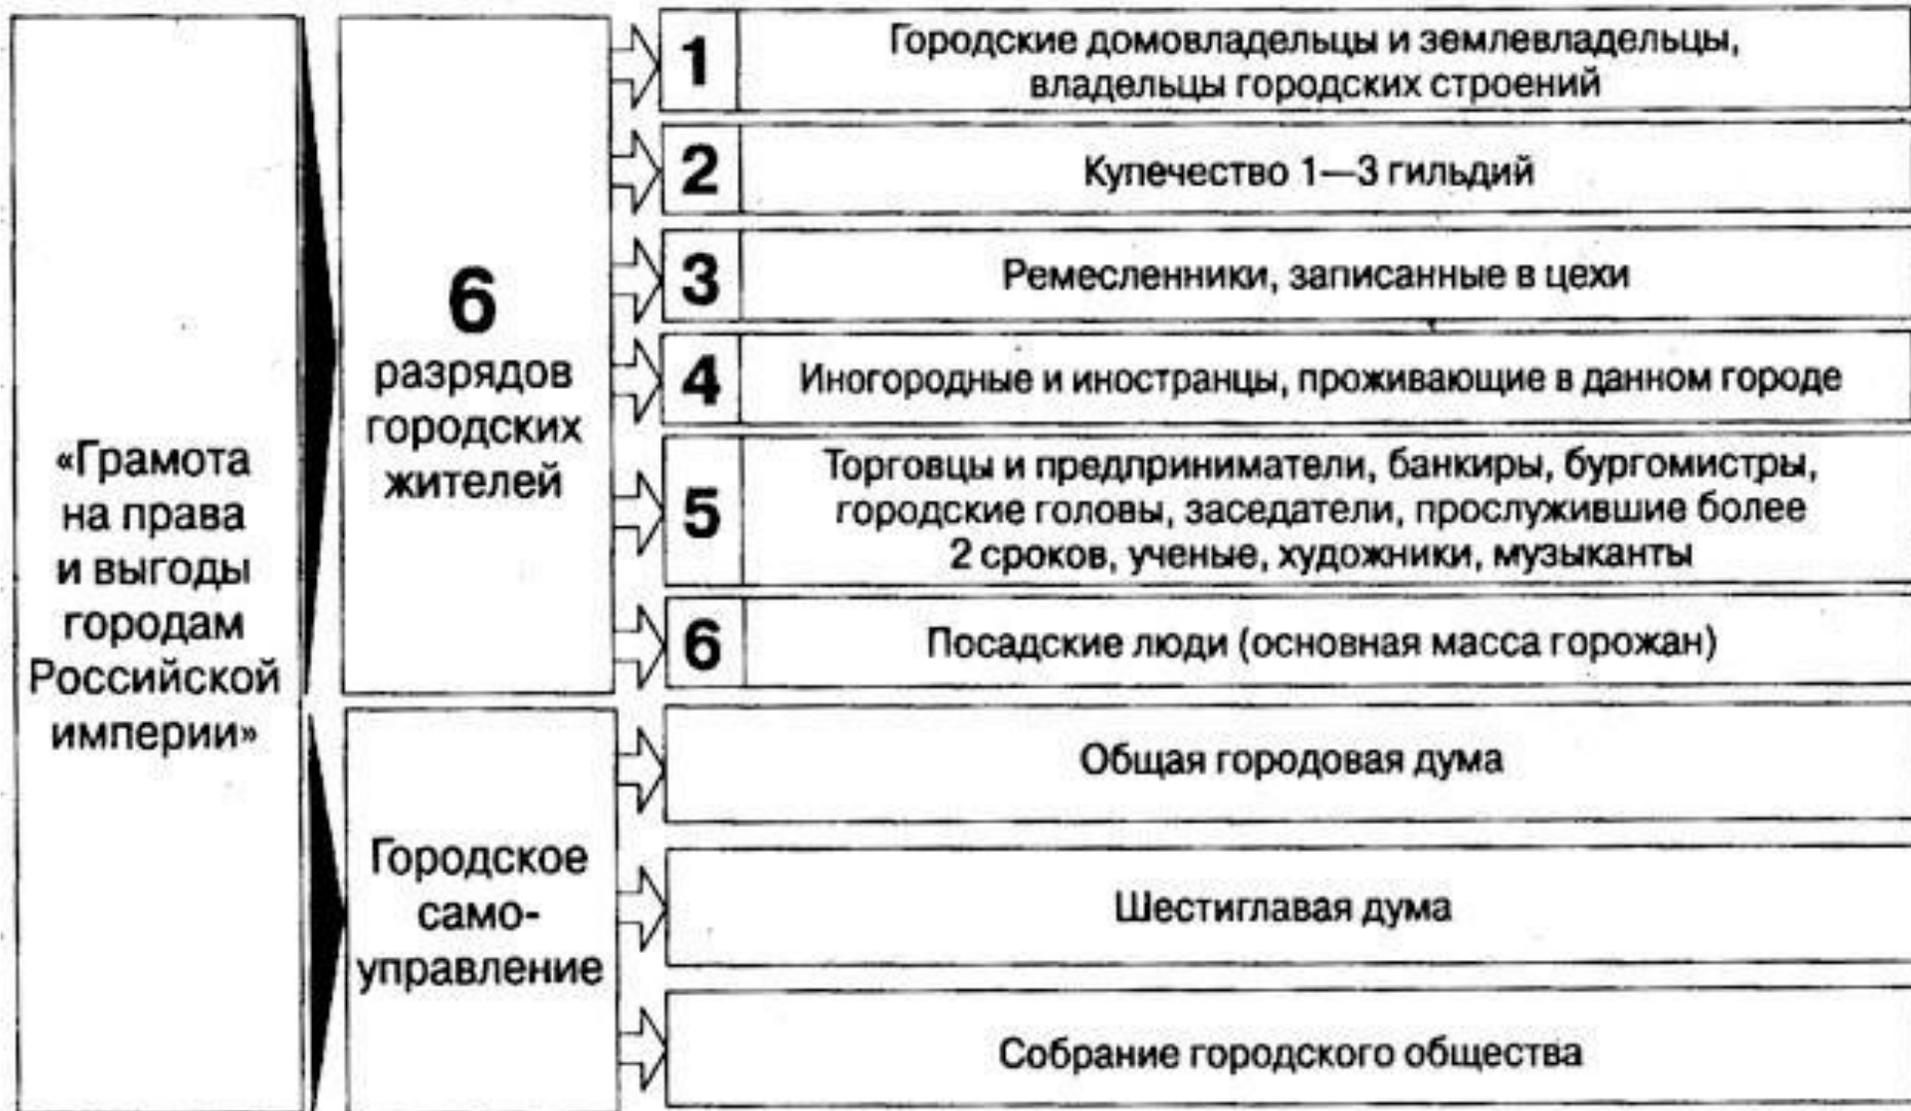 «Грамота
на права
и выгоды
городам
Российской
империи»
6
разрядов
городских
жителей
1
Городские домовладельцы и землевладельцы,
владельцы городских строений
2
Купечество 1—3 гильдий
3
Ремесленники, записанные в цехи
4
Иногородные и иностранцы, проживающие в данном городе
5
Торговцы и предприниматели, банкиры, бургомистры,
городские головы, заседатели, прослужившие более
2 сроков, ученые, художники, музыканты
6
Посадские люди (основная масса горожан)
Городское
само-
управление
Общая городовая дума
Шестиглавая дума
Собрание городского общества